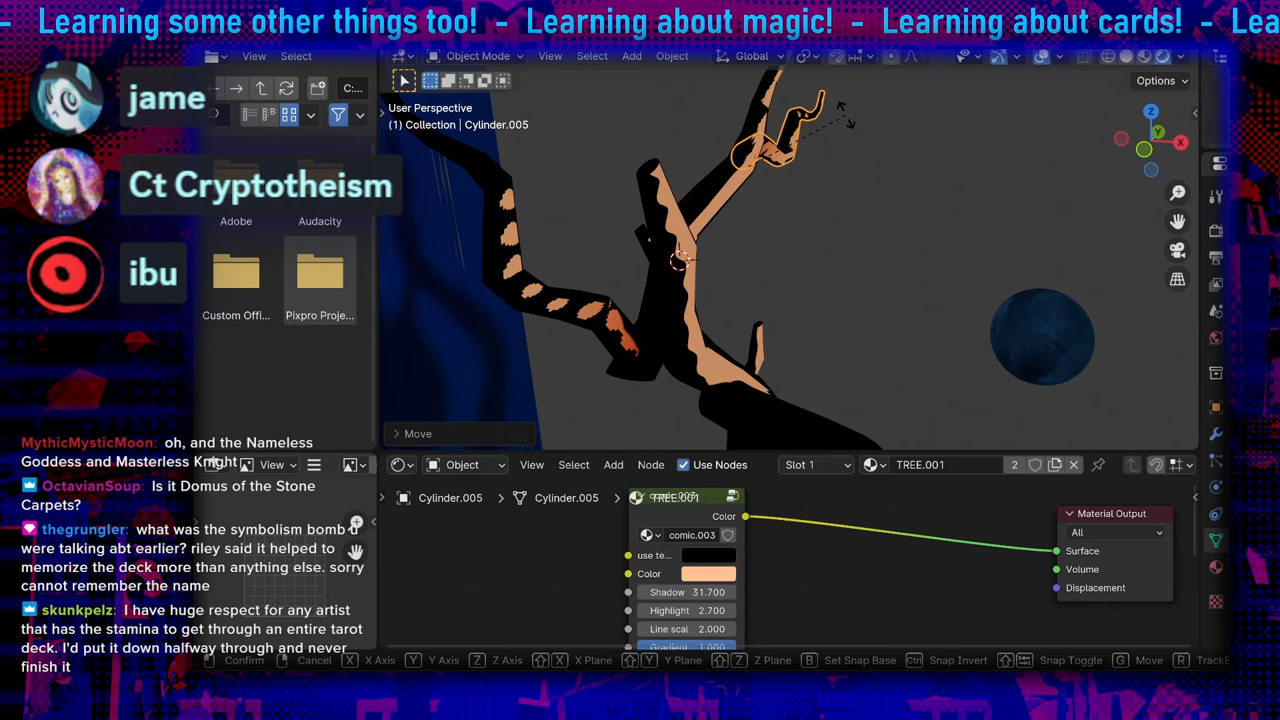 -   Learning some other things too!   -   Learning about magic!   -   Learning about cards!   -   Lea
jame
Ct Cryptotheism
ibu
View Select
C:...
Adobe Audacity
Custom Offi... Pixpro Proje...
Object Mode View Select Add Object Global
Options
User Perspective
(1) Collection | Cylinder.005
Z
Y
X
Move
MythicMysticMoon: oh, and the Nameless
Goddess and Masterless Knight
OctavianSoup: Is it Domus of the Stone
Carpets?
thegrungler: what was the symbolism bomb u
were talking abt earlier? riley said it helped to
memorize the deck more than anything else. sorry
cannot remember the name
skunkpelz: I have huge respect for any artist
that has the stamina to get through an entire tarot
deck. I'd put it down halfway through and never
finish it
View
Object View Select Add Node Use Nodes Slot 1 TREE.001 2
Cylinder.005 Cylinder.005 TREE.001
Color
comic.003
use te...
Color
Shadow 31.700
Highlight 2.700
Line scal 2.000
Gradient 1.000
Material Output
All
Surface
Volume
Displacement
Confirm Cancel X X Axis Y Y Axis Z Z Axis X X Plane Y Y Plane Z Z Plane B Set Snap Base Ctrl Snap Invert Snap Toggle G Move R TrackB